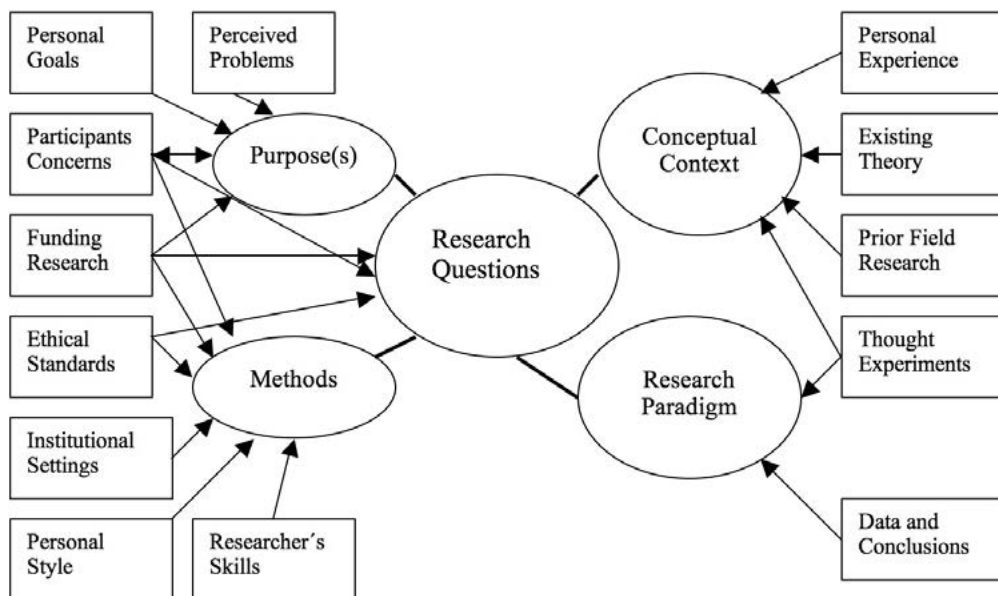 Personal
Goals
Perceived
Problems
Participants
Concerns
Funding
Research
Ethical
Standards
Institutional
Settings
Personal
Style
Researcher´s
Skills
Purpose(s)
Methods
Research
Questions
Conceptual
Context
Research
Paradigm
Personal
Experience
Existing
Theory
Prior Field
Research
Thought
Experiments
Data and
Conclusions